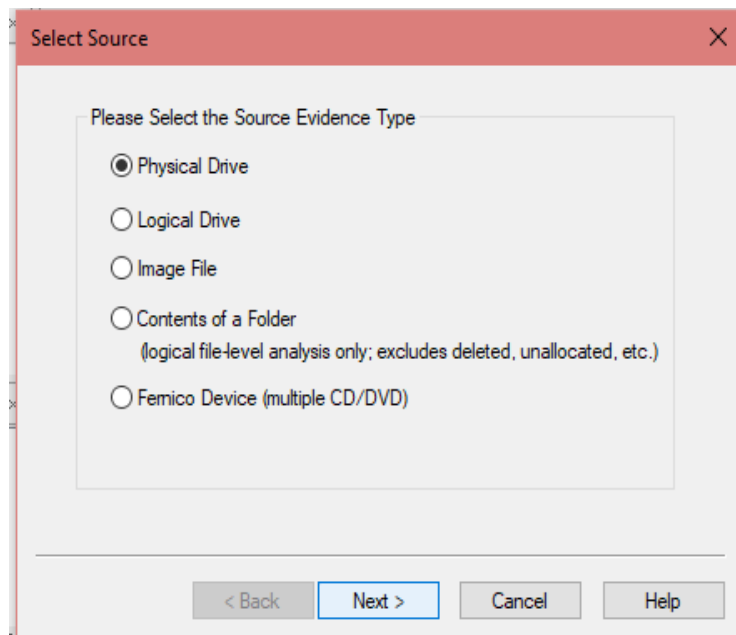 Select Source
Please Select the Source Evidence Type
Physical Drive
Logical Drive
Image File
Contents of a Folder
(logical file-level analysis only; excludes deleted, unallocated, etc.)
Fernico Device (multiple CD/DVD)
< Back
Next >
Cancel
Help